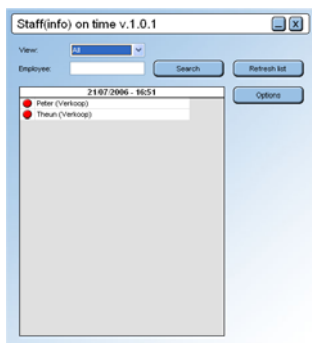 Staff(info) on time v.1.0.1
View: All
Employee: Search Refresh list
Options
21/07/2006 - 16:51
Peter (Verkoop)
Theun (Verkoop)